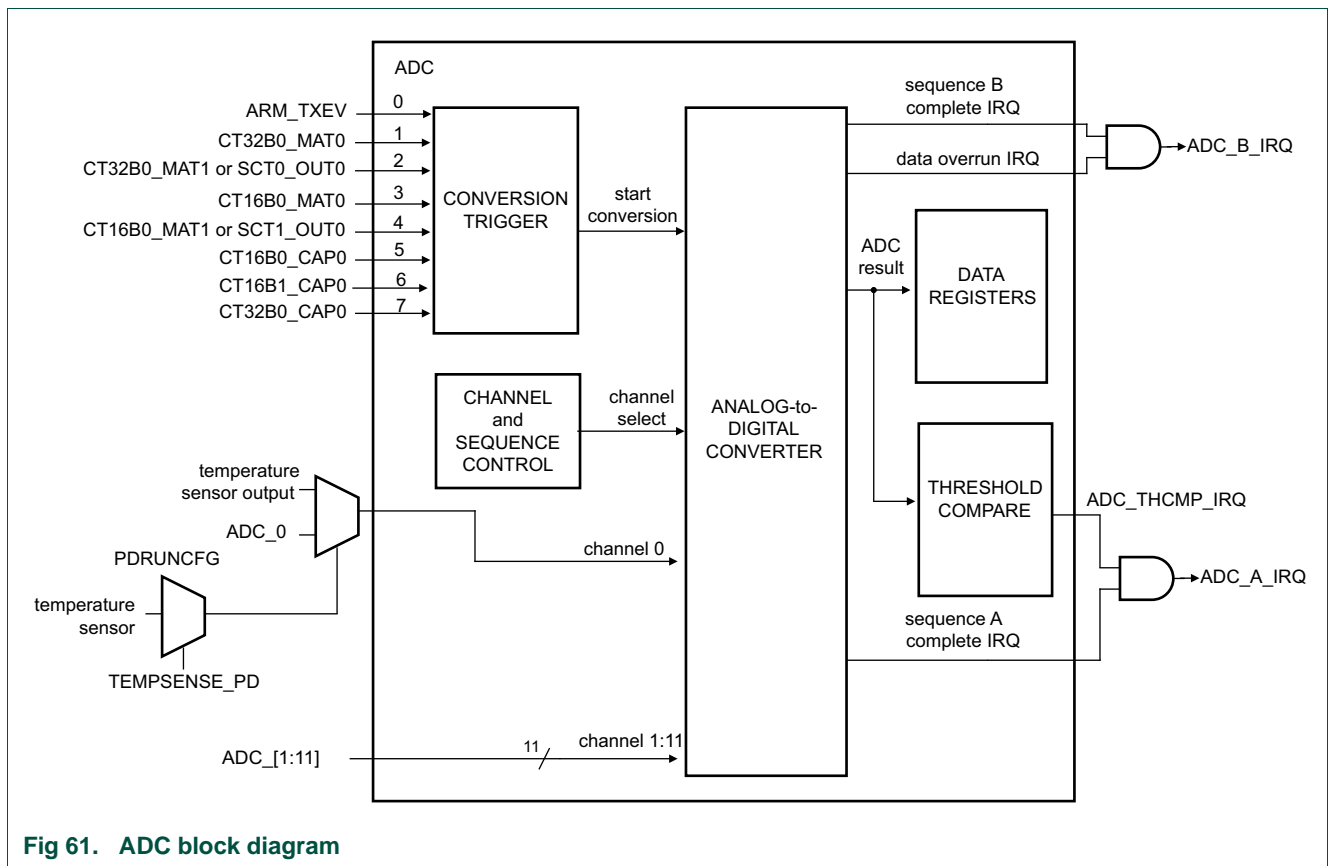 ADC
ARM_TXEV
0
CT32B0_MAT0
1
CT32B0_MAT1 or SCT0_OUT0
2
CT16B0_MAT0
3
CT16B0_MAT1 or SCT1_OUT0
4
CT16B0_CAP0
5
CT16B1_CAP0
6
CT32B0_CAP0
7
CONVERSION
TRIGGER
start
conversion
sequence B
complete IRQ
data overrun IRQ
ADC_B_IRQ
ADC
result
DATA
REGISTERS
CHANNEL
and
SEQUENCE
CONTROL
channel
select
ANALOG-to-
DIGITAL
CONVERTER
THRESHOLD
COMPARE
ADC_THCMP_IRQ
ADC_A_IRQ
sequence A
complete IRQ
temperature
sensor output
ADC_0
channel 0
PDRUNCFG
temperature
sensor
TEMPSENSE_PD
ADC_[1:11]
11
channel 1:11
Fig 61. ADC block diagram